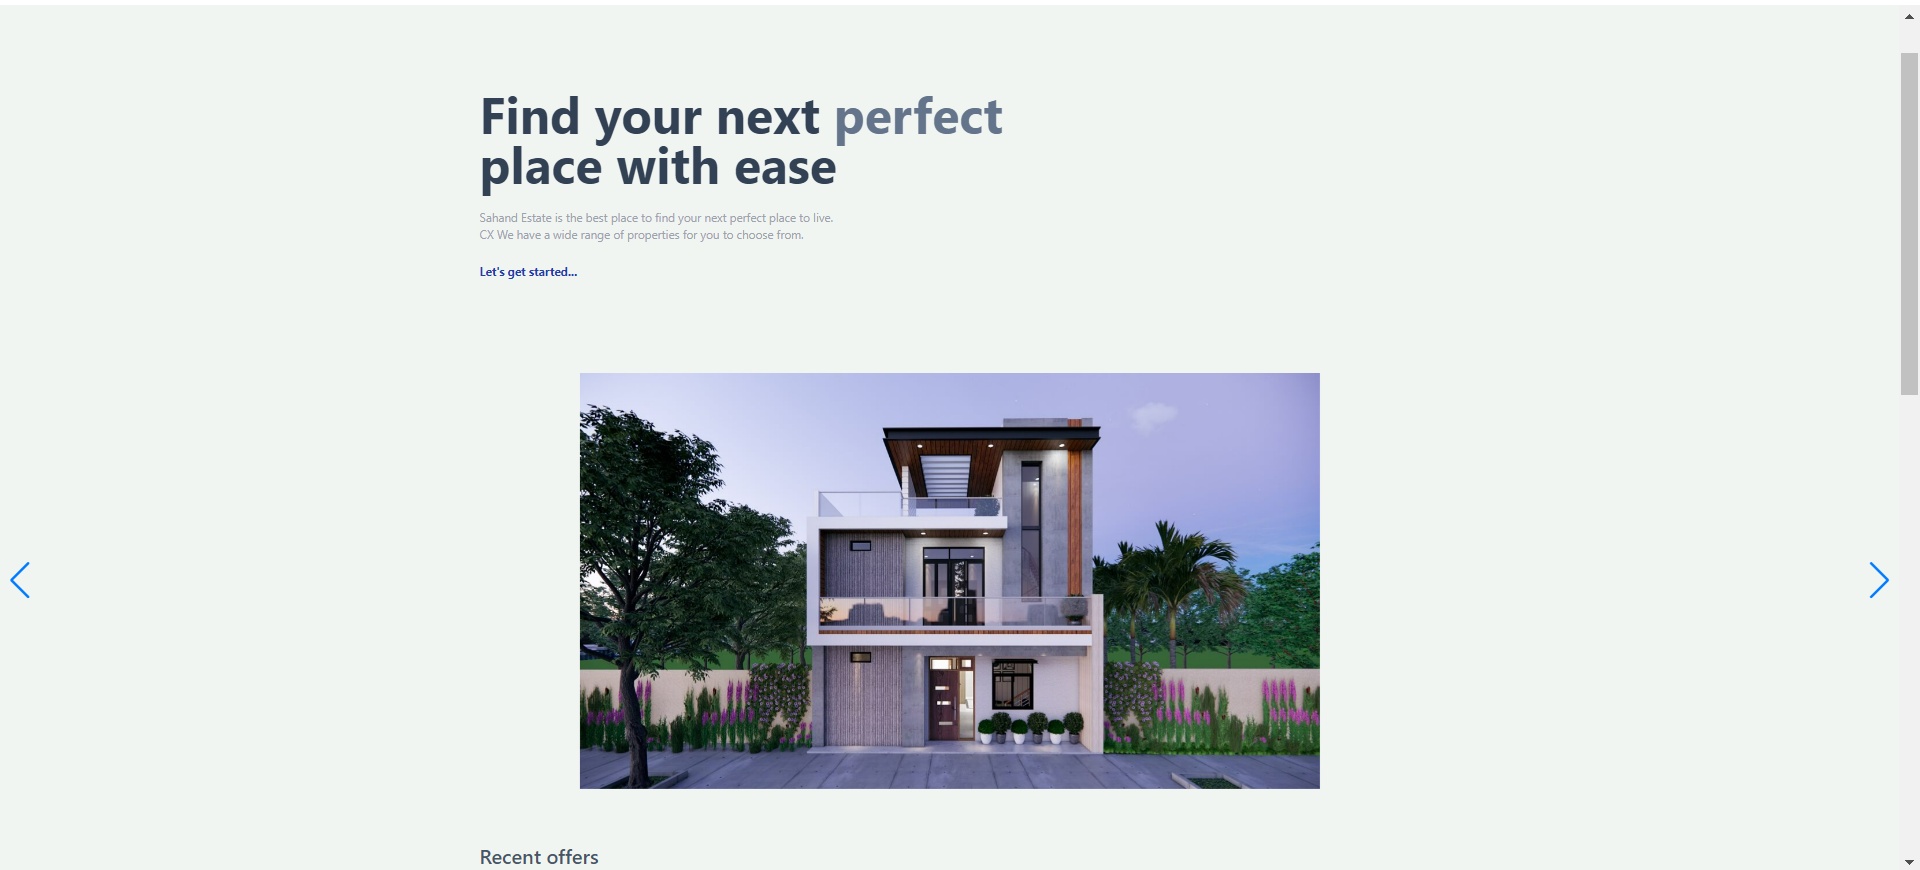 Find your next perfect
place with ease
Sahand Estate is the best place to find your next perfect place to live.
CX We have a wide range of properties for you to choose from.
Let's get started...
Recent offers